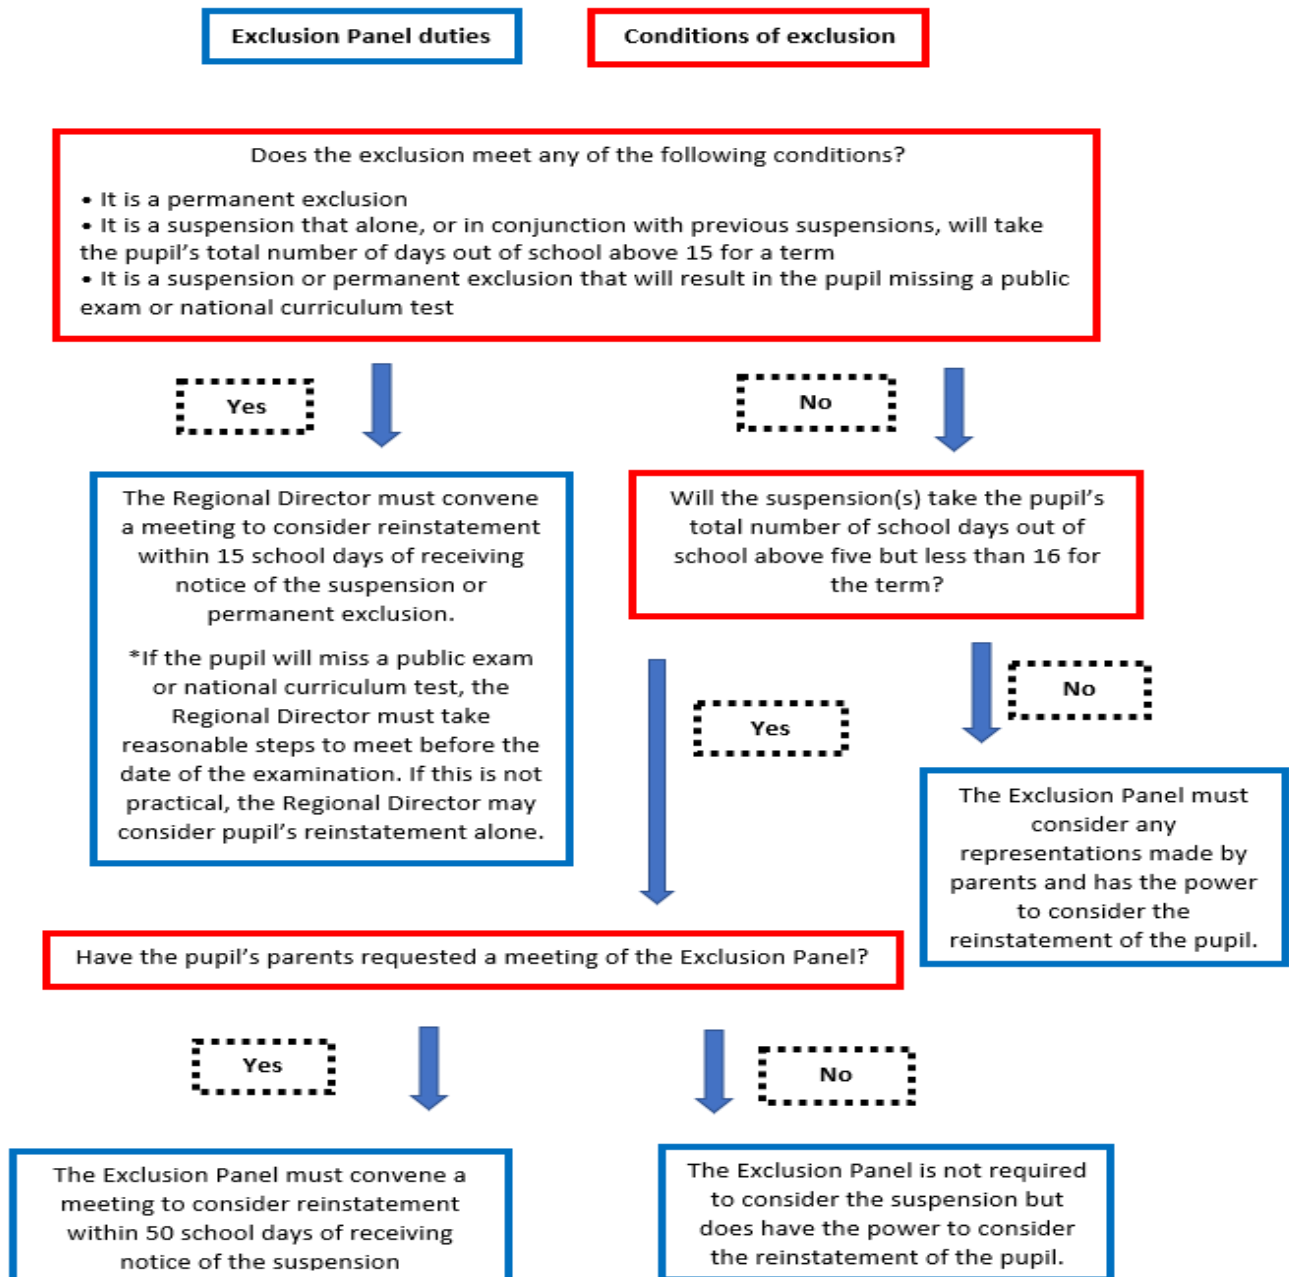 Exclusion Panel duties
Conditions of exclusion
Does the exclusion meet any of the following conditions?
• It is a permanent exclusion
• It is a suspension that alone, or in conjunction with previous suspensions, will take
the pupil's total number of days out of school above 15 for a term
• It is a suspension or permanent exclusion that will result in the pupil missing a public
exam or national curriculum test
Yes
No
The Regional Director must convene
a meeting to consider reinstatement
within 15 school days of receiving
notice of the suspension or
permanent exclusion.
*If the pupil will miss a public exam
or national curriculum test, the
Regional Director must take
reasonable steps to meet before the
date of the examination. If this is not
practical, the Regional Director may
consider pupil's reinstatement alone.
Will the suspension(s) take the pupil's
total number of school days out of
school above five but less than 16 for
the term?
Yes
No
The Exclusion Panel must
consider any
representations made by
parents and has the power
to consider the
reinstatement of the pupil.
Have the pupil's parents requested a meeting of the Exclusion Panel?
Yes
No
The Exclusion Panel must convene a
meeting to consider reinstatement
within 50 school days of receiving
notice of the suspension
The Exclusion Panel is not required
to consider the suspension but
does have the power to consider
the reinstatement of the pupil.